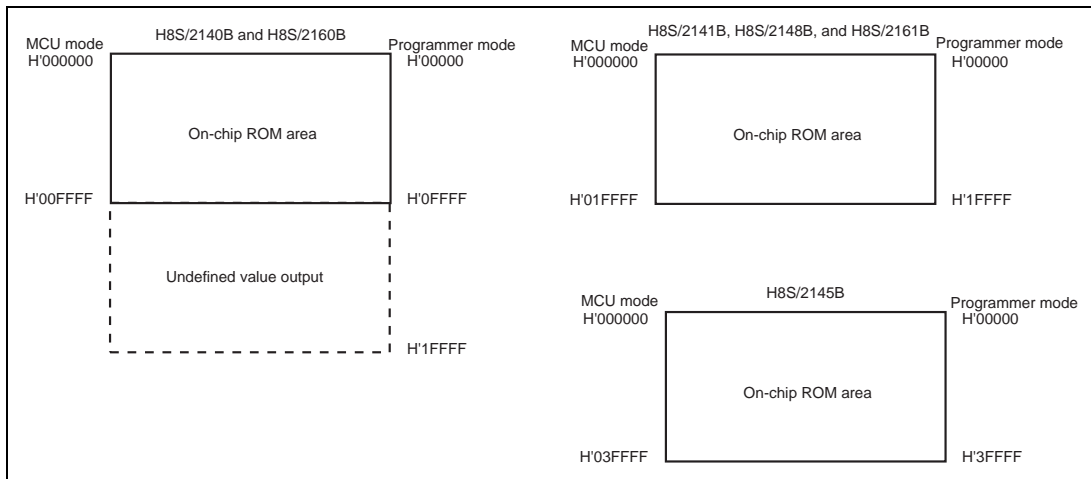 H8S/2140B and H8S/2160B
MCU mode
H'000000
Programmer mode
H'00000
On-chip ROM area
H'00FFFF
H'0FFFF
Undefined value output
H'1FFFF
H8S/2141B, H8S/2148B, and H8S/2161B
MCU mode
H'000000
Programmer mode
H'00000
On-chip ROM area
H'01FFFF
H'1FFFF
H8S/2145B
MCU mode
H'000000
Programmer mode
H'00000
On-chip ROM area
H'03FFFF
H'3FFFF